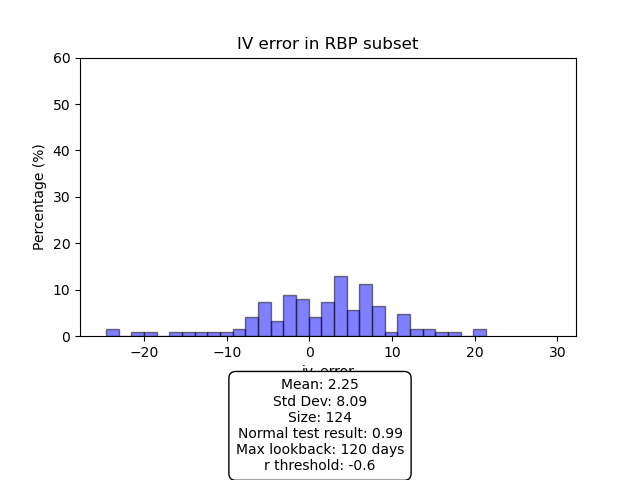 IV error in RBP subset
Percentage (%)
60
50
40
30
20
10
0
−20
−10
0
10
20
30
iv_error
Mean: 2.25
Std Dev: 8.09
Size: 124
Normal test result: 0.99
Max lookback: 120 days
r threshold: -0.6